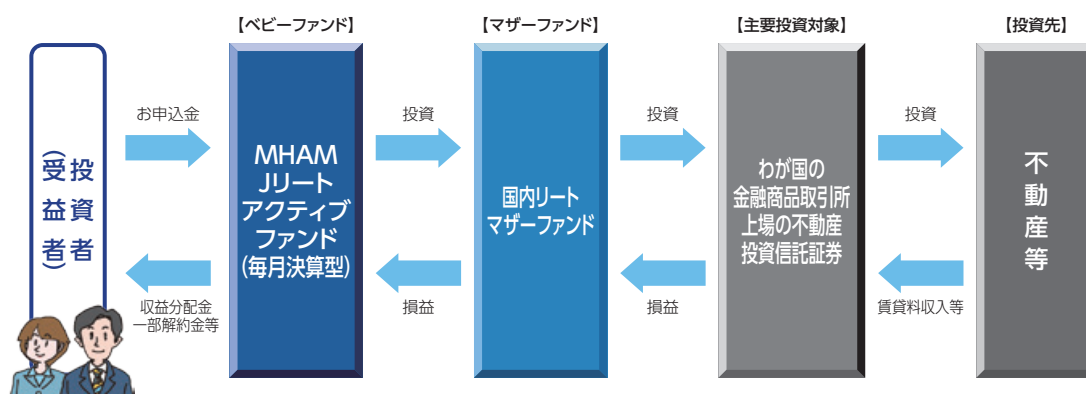 【ベビーファンド】
【マザーファンド】
【主要投資対象】
【投資先】
投資者
(受益者)
お申込金
収益分配金
一部解約金等
MHAM
Jリート
アクティブ
ファンド
(毎月決算型)
投資
損益
国内リート
マザーファンド
投資
損益
わが国の
金融商品取引所
上場の不動産
投資信託証券
投資
賃貸料収入等
不動産等